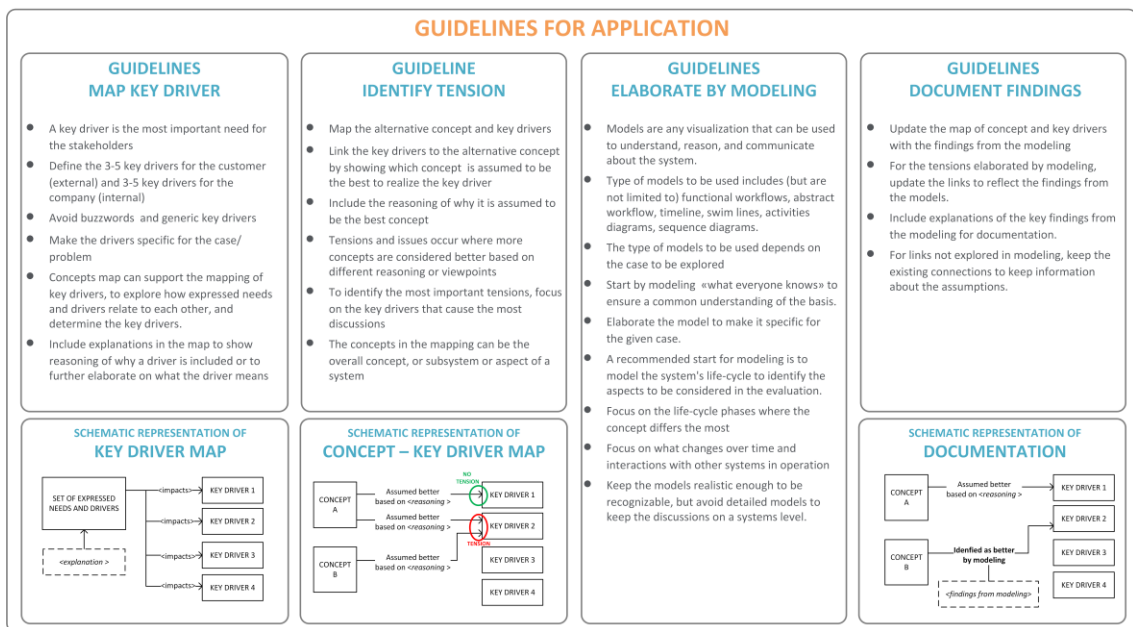 GUIDELINES FOR APPLICATION
GUIDELINES
MAP KEY DRIVER
• A key driver is the most important need for
the stakeholders
• Define the 3-5 key drivers for the customer
(external) and 3-5 key drivers for the
company (internal)
• Avoid buzzwords and generic key drivers
• Make the drivers specific for the case/
problem
• Concepts map can support the mapping of
key drivers, to explore how expressed needs
and drivers relate to each other, and
determine the key drivers.
• Include explanations in the map to show
reasoning of why a driver is included or to
further elaborate on what the driver means
GUIDELINE
IDENTIFY TENSION
• Map the alternative concept and key drivers
• Link the key drivers to the alternative concept
by showing which concept is assumed to be
the best to realize the key driver
• Include the reasoning of why it is assumed to
be the best concept
• Tensions and issues occur where more
concepts are considered better based on
different reasoning or viewpoints
• To identify the most important tensions, focus
on the key drivers that cause the most
discussions
• The concepts in the mapping can be the
overall concept, or subsystem or aspect of a
system
GUIDELINES
ELABORATE BY MODELING
• Models are any visualization that can be used
to understand, reason, and communicate
about the system.
• Type of models to be used includes (but are
not limited to) functional workflows, abstract
workflow, timeline, swim lines, activities
diagrams, sequence diagrams.
• The type of models to be used depends on
the case to be explored
• Start by modeling «what everyone knows» to
ensure a common understanding of the basis.
• Elaborate the model to make it specific for
the given case.
• A recommended start for modeling is to
model the system's life-cycle to identify the
aspects to be considered in the evaluation.
• Focus on the life-cycle phases where the
concept differs the most
• Focus on what changes over time and
interactions with other systems in operation
• Keep the models realistic enough to be
recognizable, but avoid detailed models to
keep the discussions on a systems level.
GUIDELINES
DOCUMENT FINDINGS
• Update the map of concept and key drivers
with the findings from the modeling
• For the tensions elaborated by modeling,
update the links to reflect the findings from
the models.
• Include explanations of the key findings from
the modeling for documentation.
• For links not explored in modeling, keep the
existing connections to keep information
about the assumptions.
SCHEMATIC REPRESENTATION OF
KEY DRIVER MAP
SET OF EXPRESSED
NEEDS AND DRIVERS
<explanation >
<impacts>
KEY DRIVER 1
<impacts>
KEY DRIVER 2
<impacts>
KEY DRIVER 3
<impacts>
KEY DRIVER 4
SCHEMATIC REPRESENTATION OF
CONCEPT – KEY DRIVER MAP
CONCEPT
A
CONCEPT
B
Assumed better
based on <reasoning >
Assumed better
based on <reasoning >
Assumed better
based on <reasoning >
NO
TENSION
TENSION
KEY DRIVER 1
KEY DRIVER 2
KEY DRIVER 3
KEY DRIVER 4
SCHEMATIC REPRESENTATION OF
DOCUMENTATION
CONCEPT
A
CONCEPT
B
Assumed better
based on <reasoning >
Idenfied as better
by modeling
<findings from modeling>
KEY DRIVER 1
KEY DRIVER 2
KEY DRIVER 3
KEY DRIVER 4